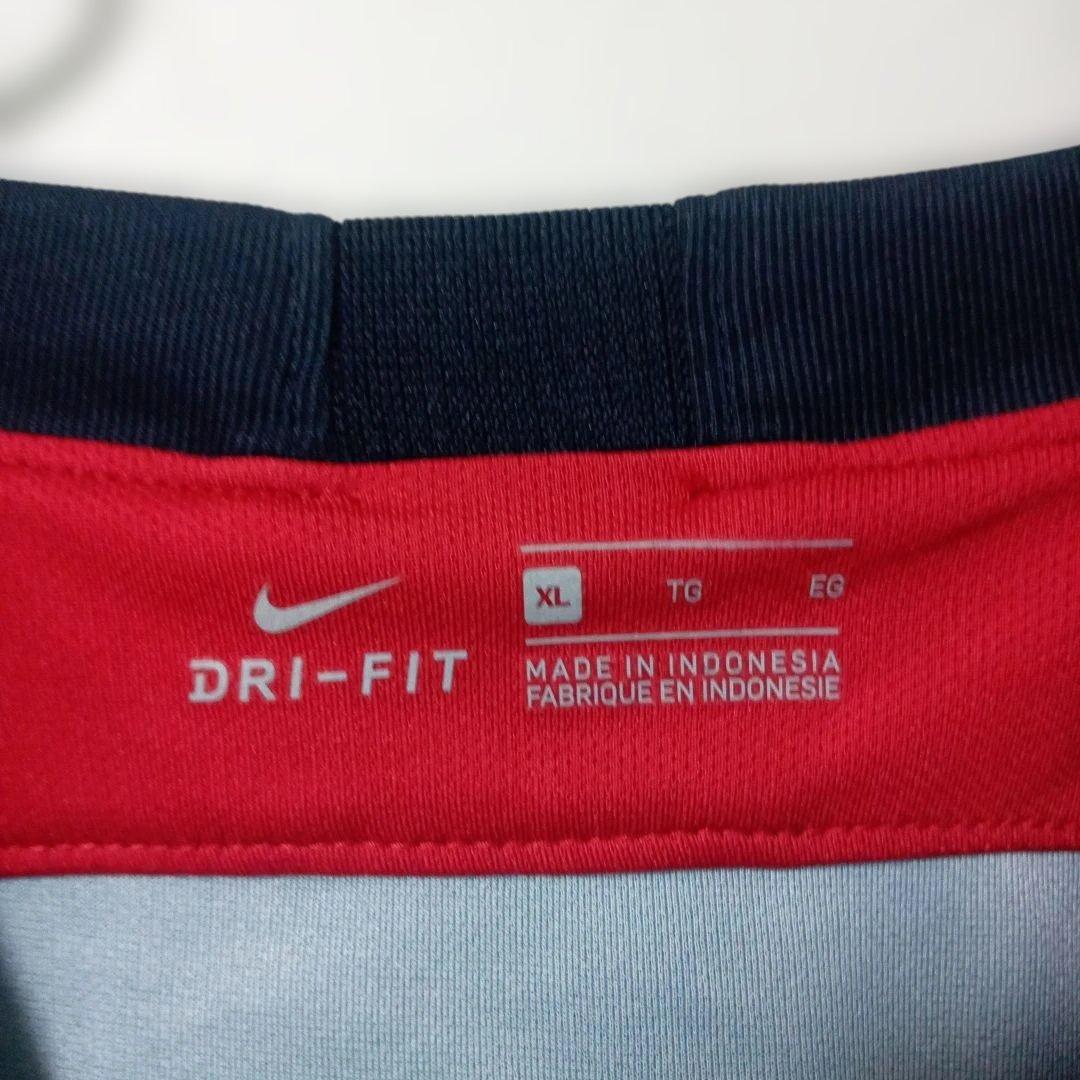 DRI-FIT
XL TG EG
MADE IN INDONESIA
FABRIQUE EN INDONESIE